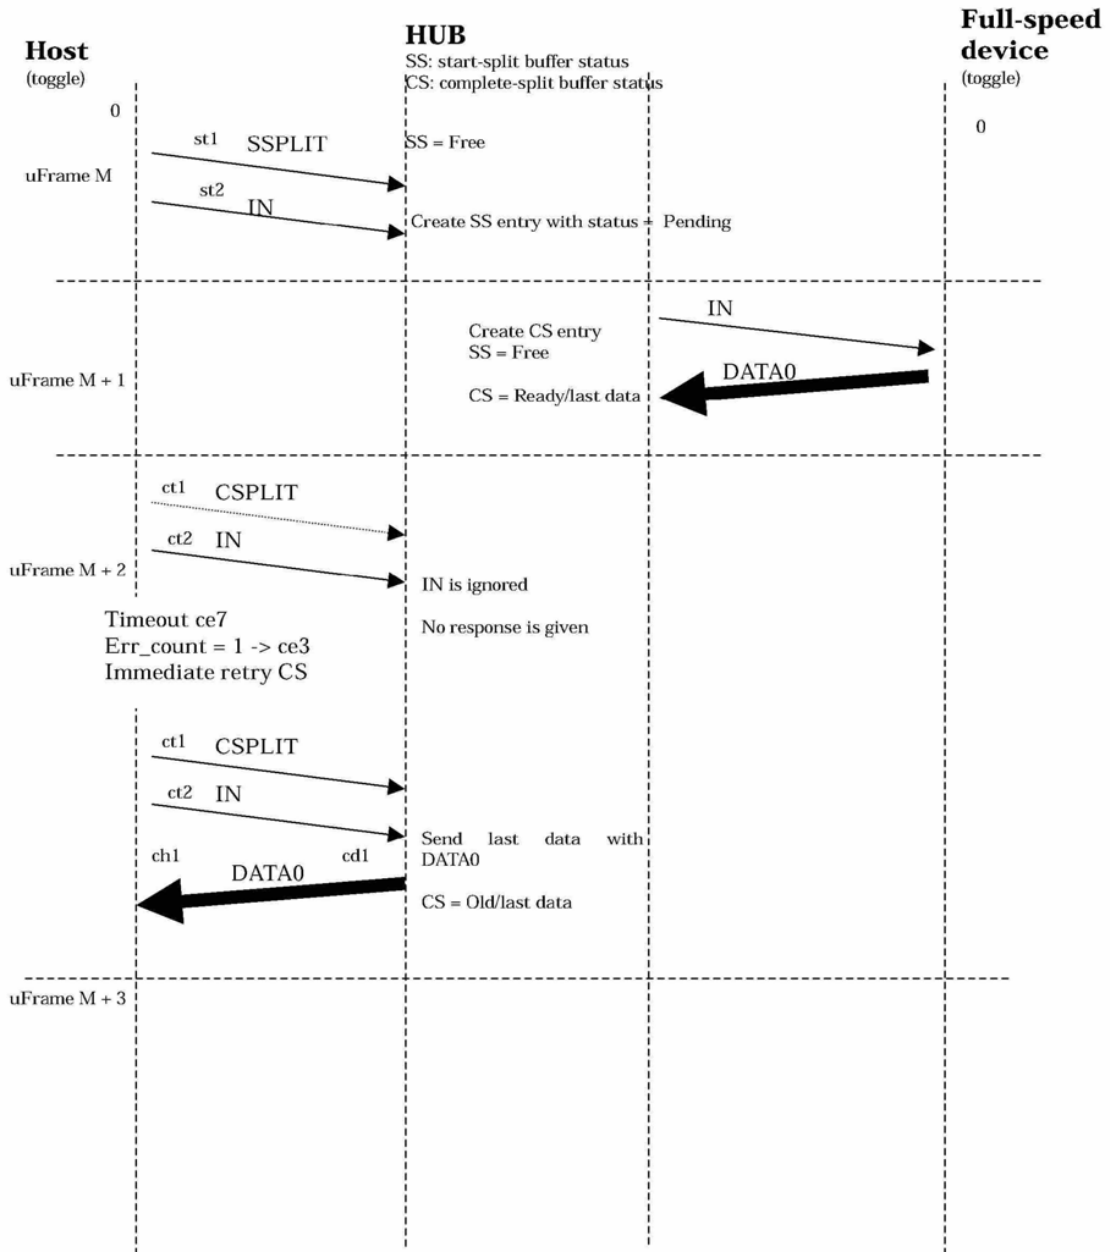 Host
(toggle)
HUB
SS: start-split buffer status
CS: complete-split buffer status
Full-speed
device
(toggle)
0
0
st1 SSPLIT
SS = Free
uFrame M
st2 IN
Create SS entry with status = Pending
IN
Create CS entry
SS = Free
uFrame M + 1
DATA0
CS = Ready/last data
ct1 CSPLIT
ct2 IN
uFrame M + 2
IN is ignored
No response is given
Timeout ce7
Err_count = 1 -> ce3
Immediate retry CS
ct1 CSPLIT
ct2 IN
Send last data with
DATA0
ch1 cd1
DATA0
CS = Old/last data
uFrame M + 3